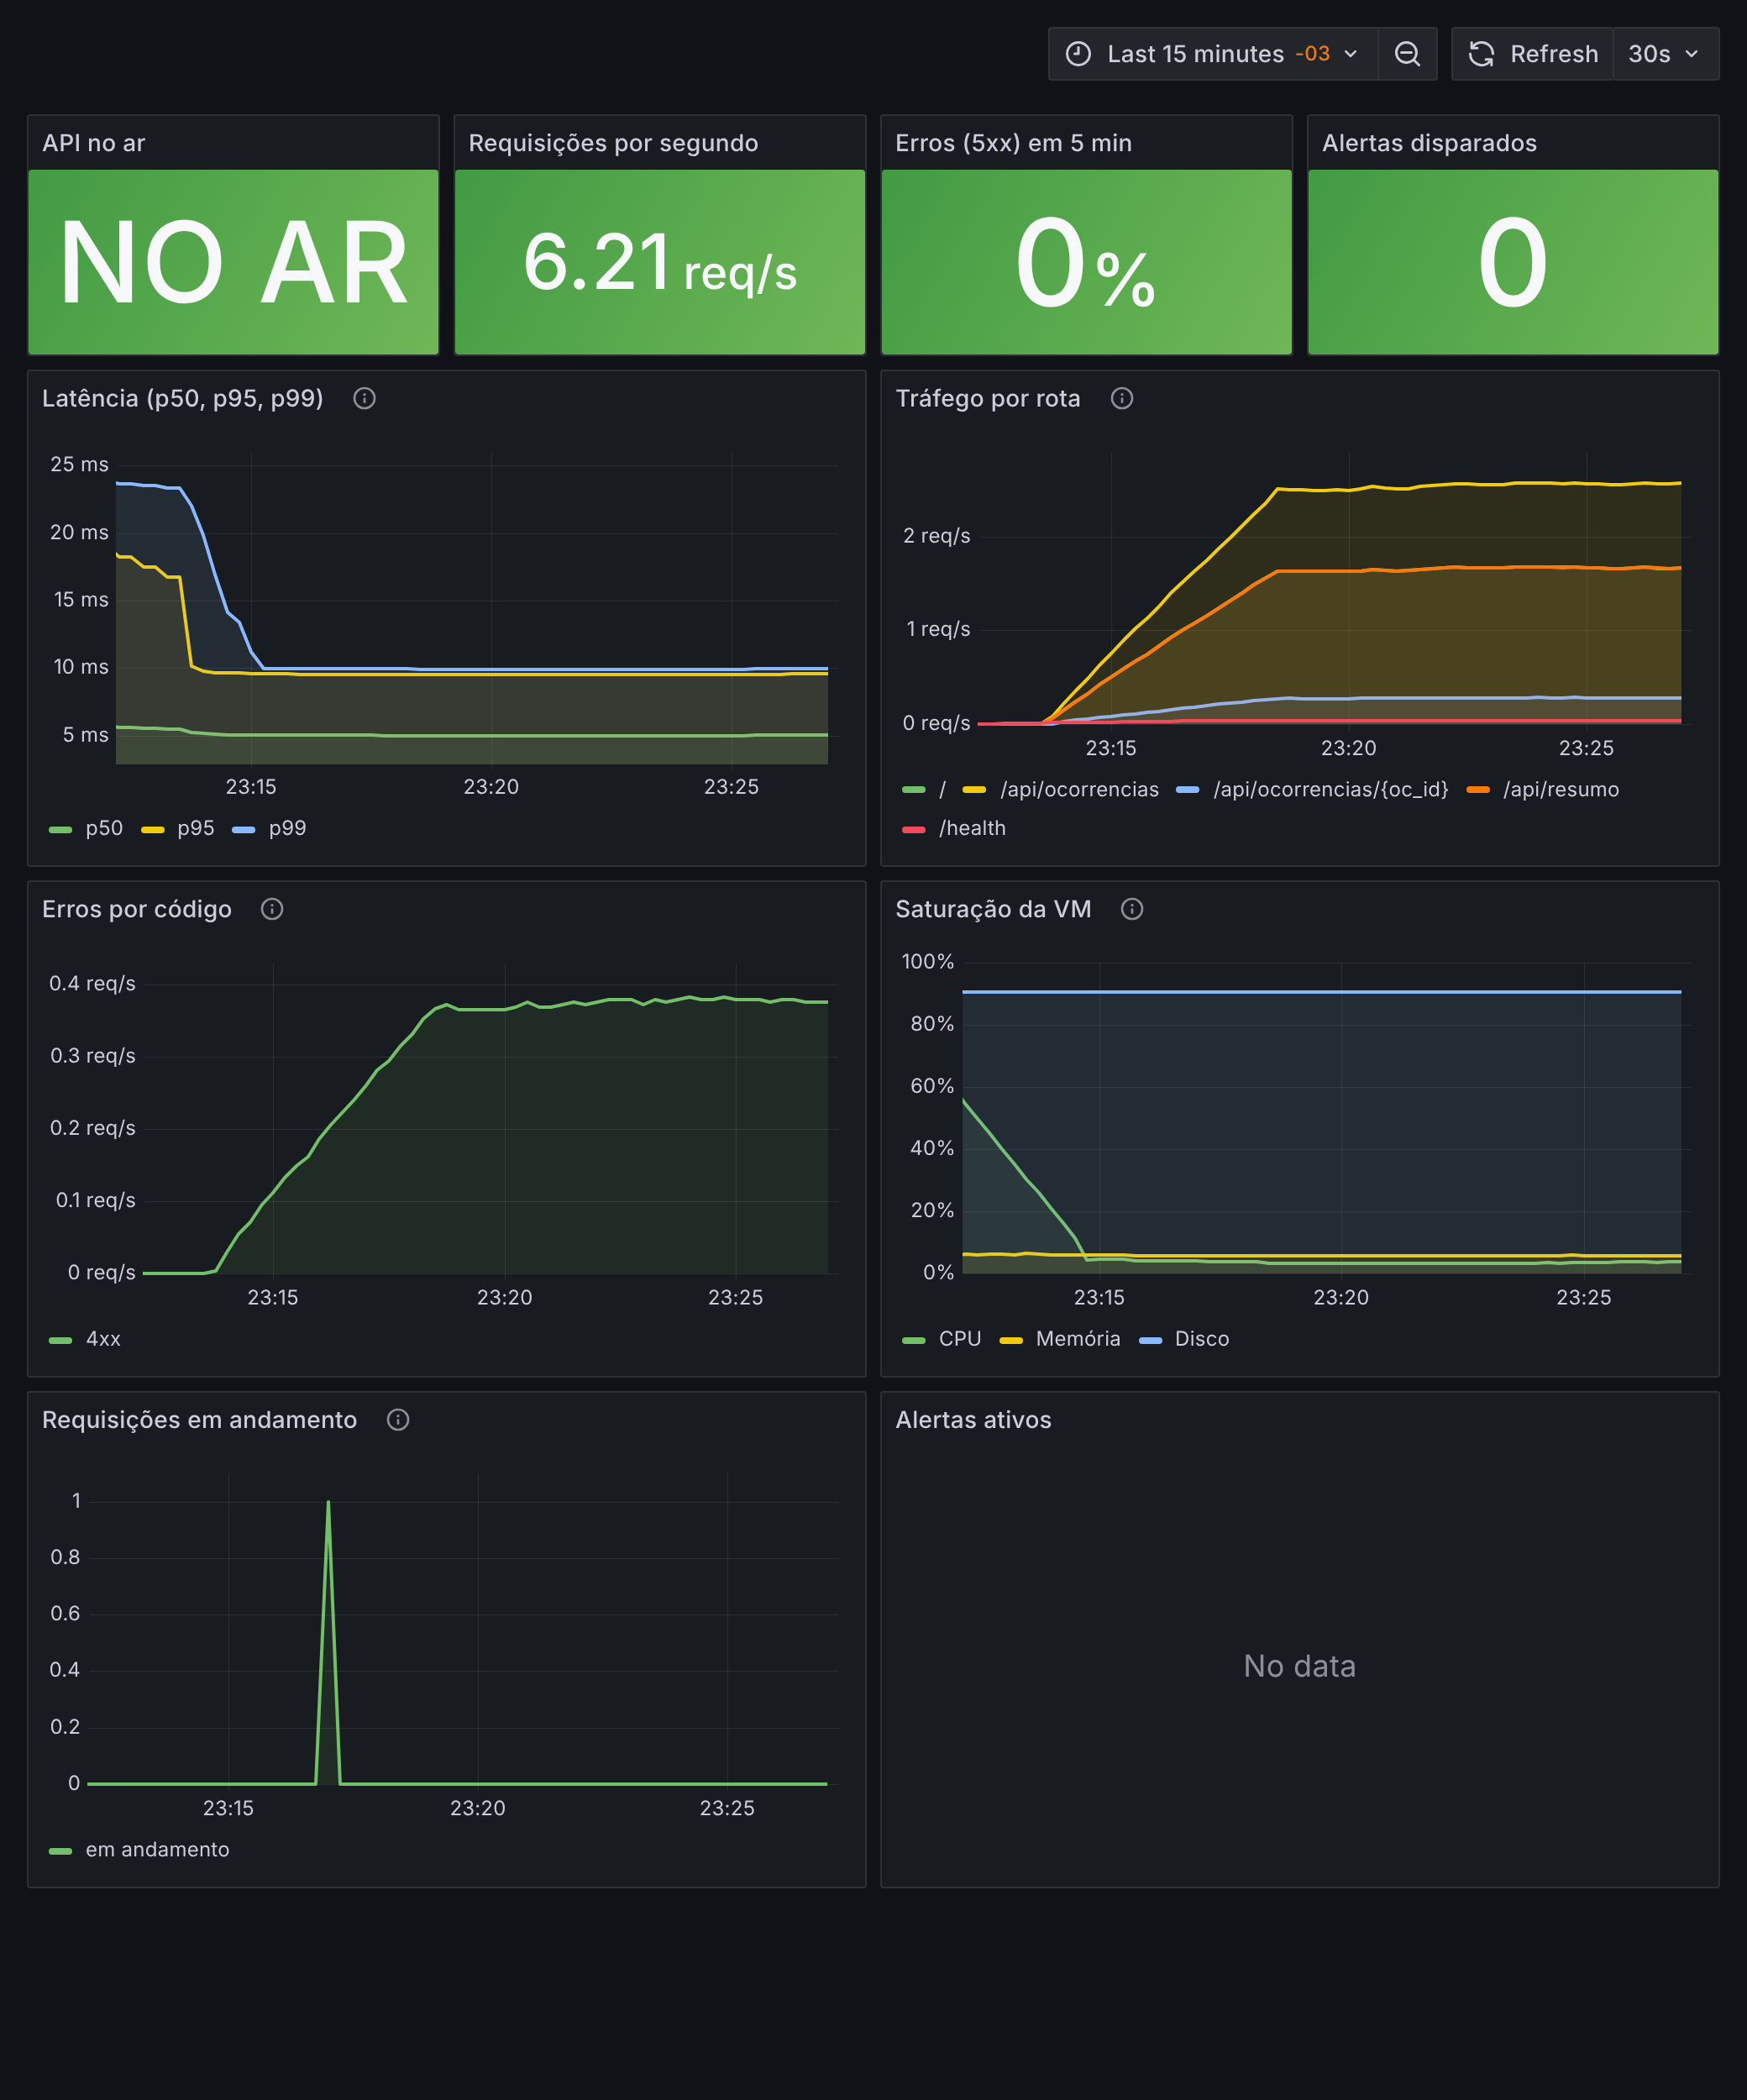 Last 15 minutes -03
Refresh 30s
API no ar
NO AR
Requisições por segundo
6.21 req/s
Erros (5xx) em 5 min
0%
Alertas disparados
0
Latência (p50, p95, p99)
25 ms
20 ms
15 ms
10 ms
5 ms
23:15 23:20 23:25
p50 p95 p99
Tráfego por rota
2 req/s
1 req/s
0 req/s
23:15 23:20 23:25
/ /api/ocorrencias /api/ocorrencias/{oc_id} /api/resumo
/health
Erros por código
0.4 req/s
0.3 req/s
0.2 req/s
0.1 req/s
0 req/s
23:15 23:20 23:25
4xx
Saturação da VM
100%
80%
60%
40%
20%
0%
23:15 23:20 23:25
CPU Memória Disco
Requisições em andamento
1
0.8
0.6
0.4
0.2
0
23:15 23:20 23:25
em andamento
Alertas ativos
No data